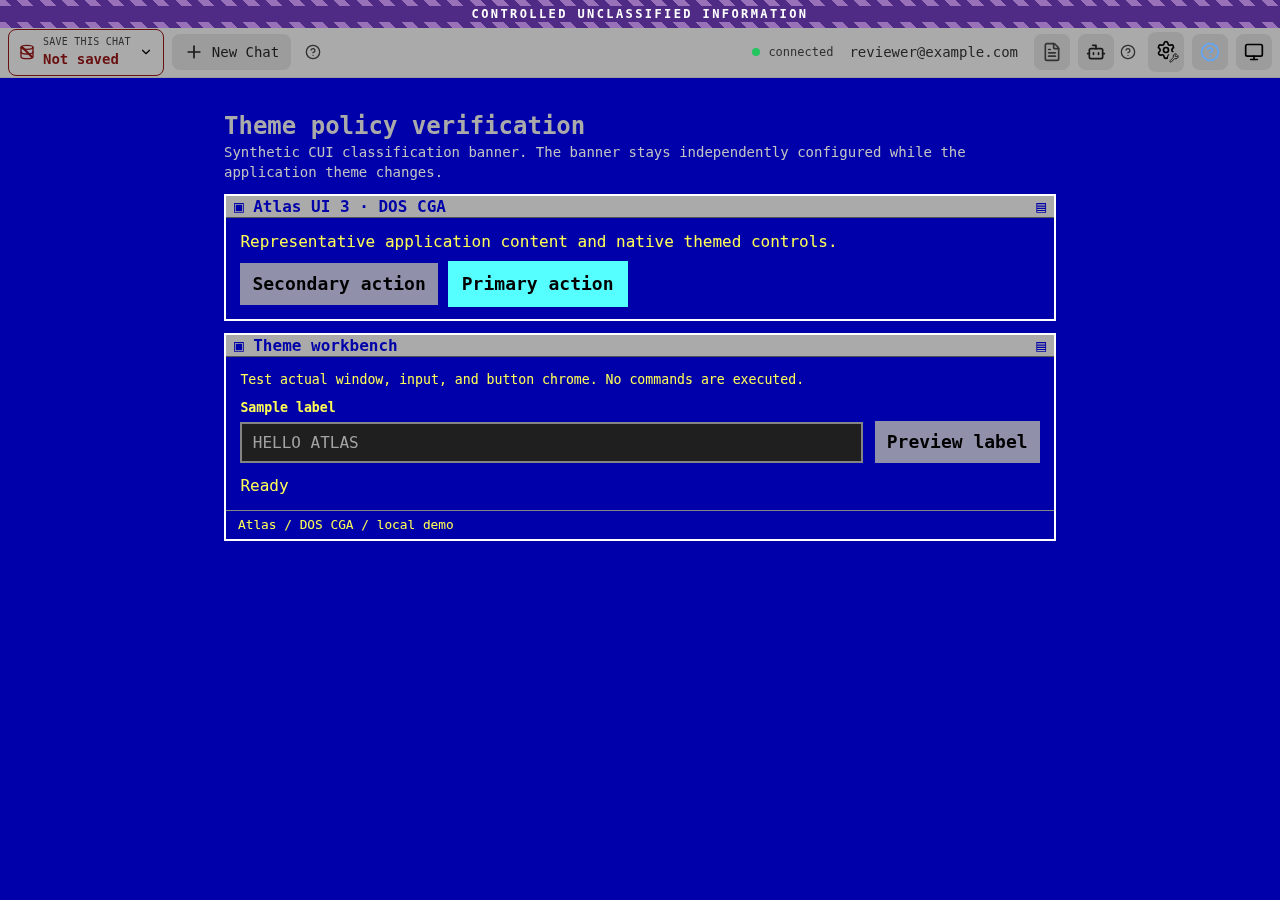 CONTROLLED UNCLASSIFIED INFORMATION
SAVE THIS CHAT
Not saved
New Chat
connected
reviewer@example.com
Theme policy verification
Synthetic CUI classification banner. The banner stays independently configured while the
application theme changes.
▣ Atlas UI 3 · DOS CGA ▤
Representative application content and native themed controls.
Secondary action
Primary action
▣ Theme workbench ▤
Test actual window, input, and button chrome. No commands are executed.
Sample label
HELLO ATLAS
Preview label
Ready
Atlas / DOS CGA / local demo